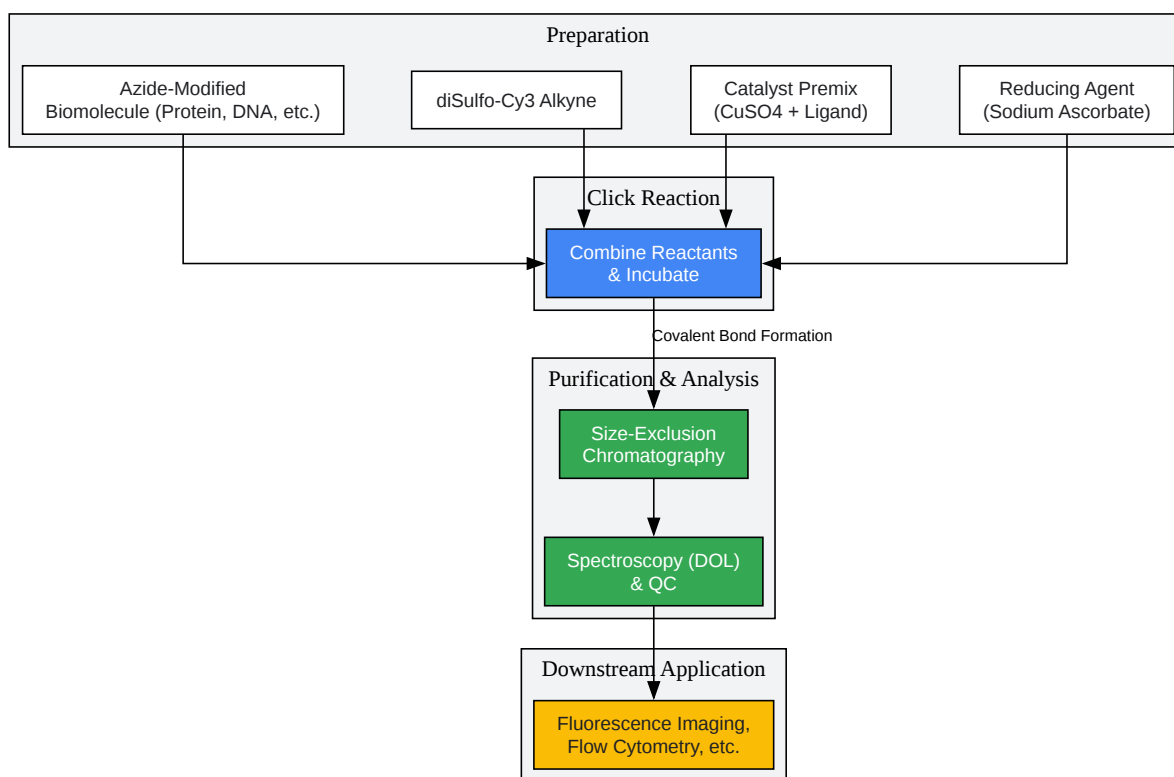 Preparation
Azide-Modified
Biomolecule (Protein, DNA, etc.)
diSulfo-Cy3 Alkyne
Catalyst Premix
(CuSO4 + Ligand)
Reducing Agent
(Sodium Ascorbate)
Click Reaction
Combine Reactants
& Incubate
Covalent Bond Formation
Purification & Analysis
Size-Exclusion
Chromatography
Spectroscopy (DOL)
& QC
Downstream Application
Fluorescence Imaging,
Flow Cytometry, etc.